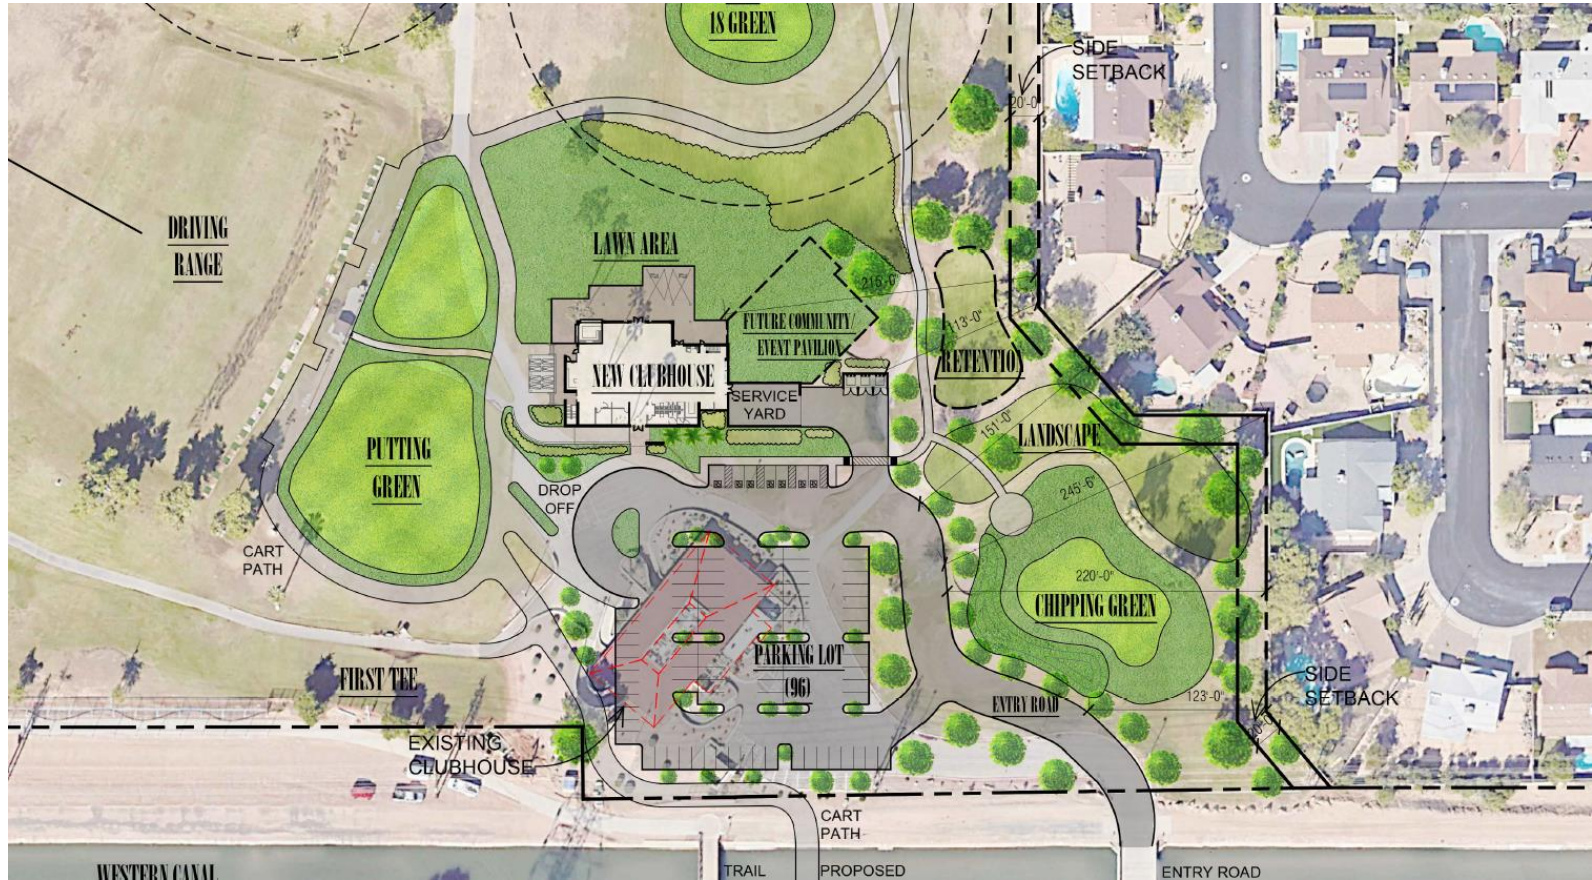 18 GREEN
SIDE
SETBACK
20'-0
DRIVING
RANGE
LAWN AREA
215'-0
FUTURE COMMUNITY/
EVENT PAVILION
113'-0"
RETENTION
NEW CLUBHOUSE
SERVICE
YARD
151'-0"
LANDSCAPE
PUTTING
GREEN
DROP
OFF
245'-6"
CART
PATH
220'-0"
CHIPPING GREEN
PARKING LOT
(96)
FIRST TEE
SIDE
SETBACK
123'-0"
ENTRY ROAD
EXISTING
CLUBHOUSE
CART
PATH
WESTERN CANAL
TRAIL
PROPOSED
ENTRY ROAD